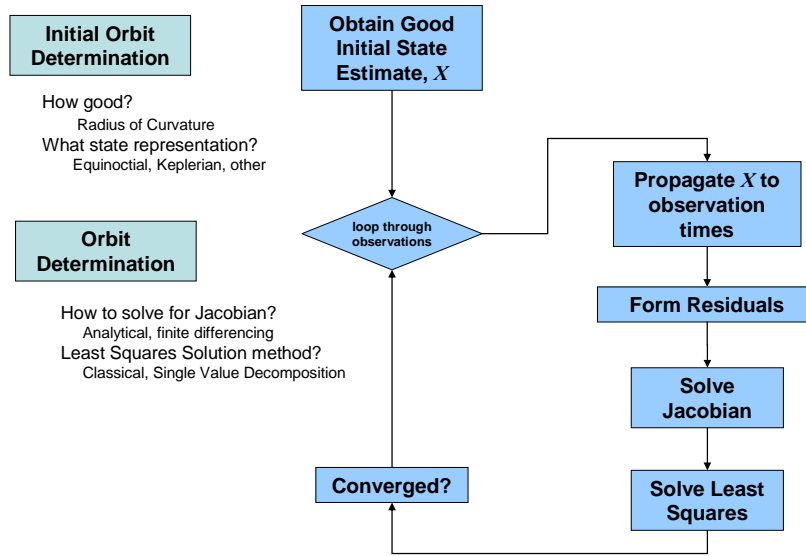 Initial Orbit
Determination
How good?
Radius of Curvature
What state representation?
Equinoctial, Keplerian, other
Orbit
Determination
How to solve for Jacobian?
Analytical, finite differencing
Least Squares Solution method?
Classical, Single Value Decomposition
Obtain Good
Initial State
Estimate, X
loop through
observations
Propagate X to
observation
times
Form Residuals
Solve
Jacobian
Solve Least
Squares
Converged?